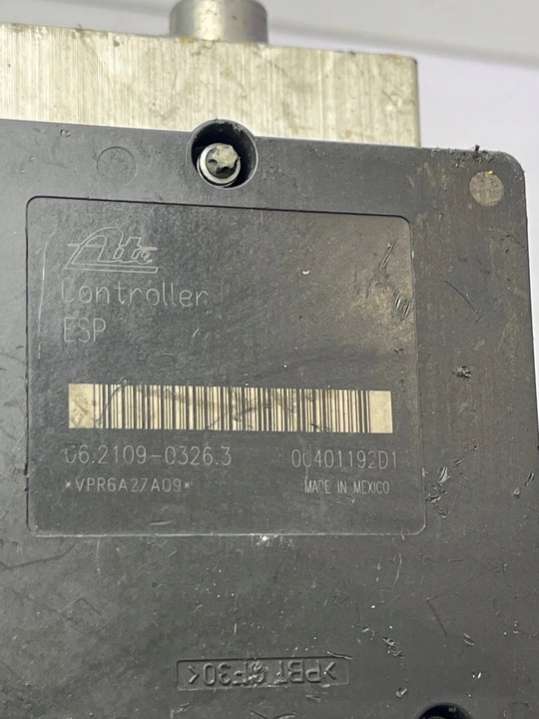 Ate
Controller
ESP
06.2109-0326.3 00401192D1
*VPR6A27A09* MADE IN MEXICO
>PBT GF30<